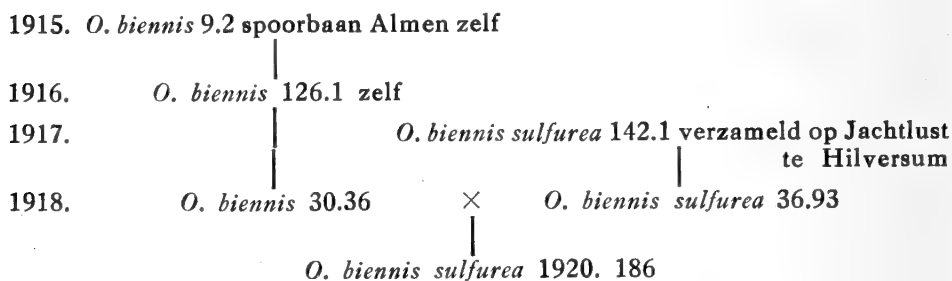 1915. O. biennis 9.2 spoorbaan Almen zelf
1916. O. biennis 126.1 zelf
1917. O. biennis sulfurea 142.1 verzameld op Jachtlust
te Hilversum
1918. O. biennis 30.36 × O. biennis sulfurea 36.93
O. biennis sulfurea 1920. 186